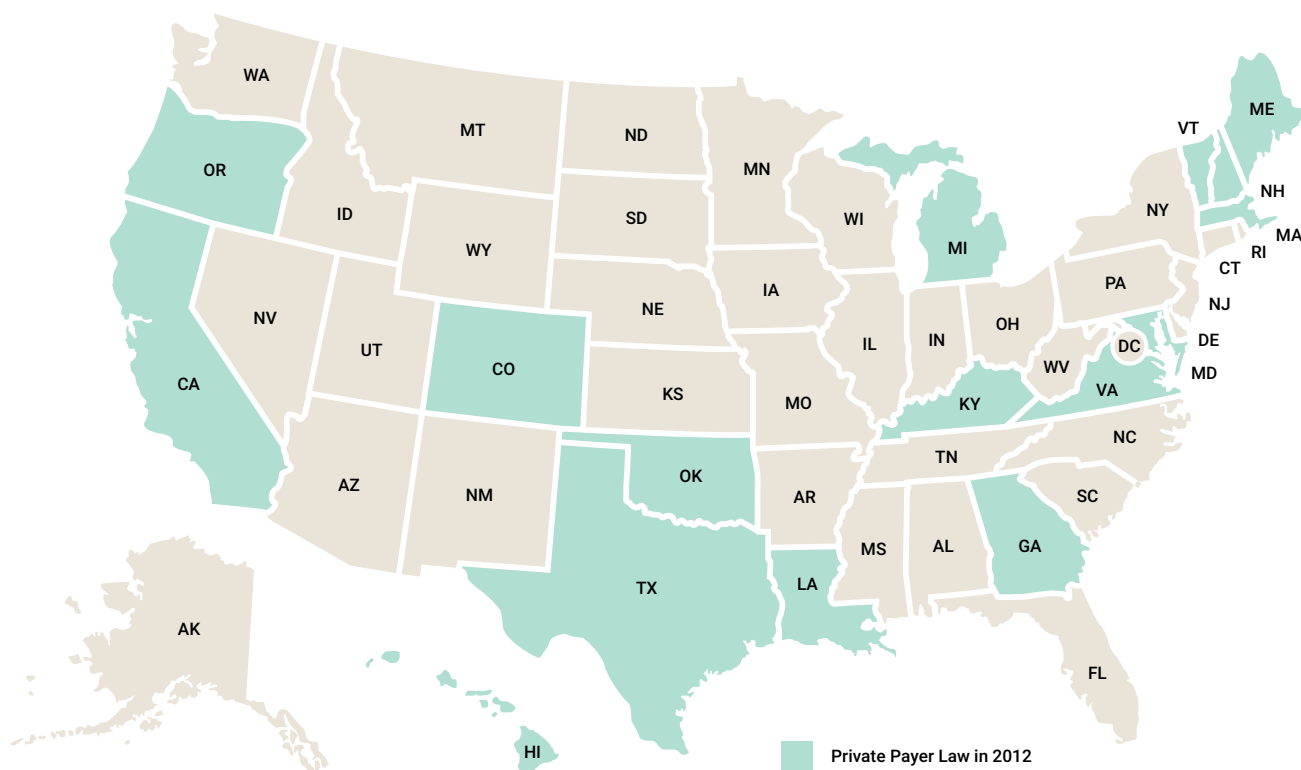 WA
MT
ND
MN
OR
ID
SD
WI
WY
MI
NY
VT
ME
NH
MA
RI
CT
NV
UT
CO
NE
IA
IL
IN
OH
PA
NJ
DE
MD
DC
WV
VA
CA
KS
MO
KY
NC
TN
SC
AZ
NM
OK
AR
MS
AL
GA
TX
LA
FL
AK
HI
Private Payer Law in 2012